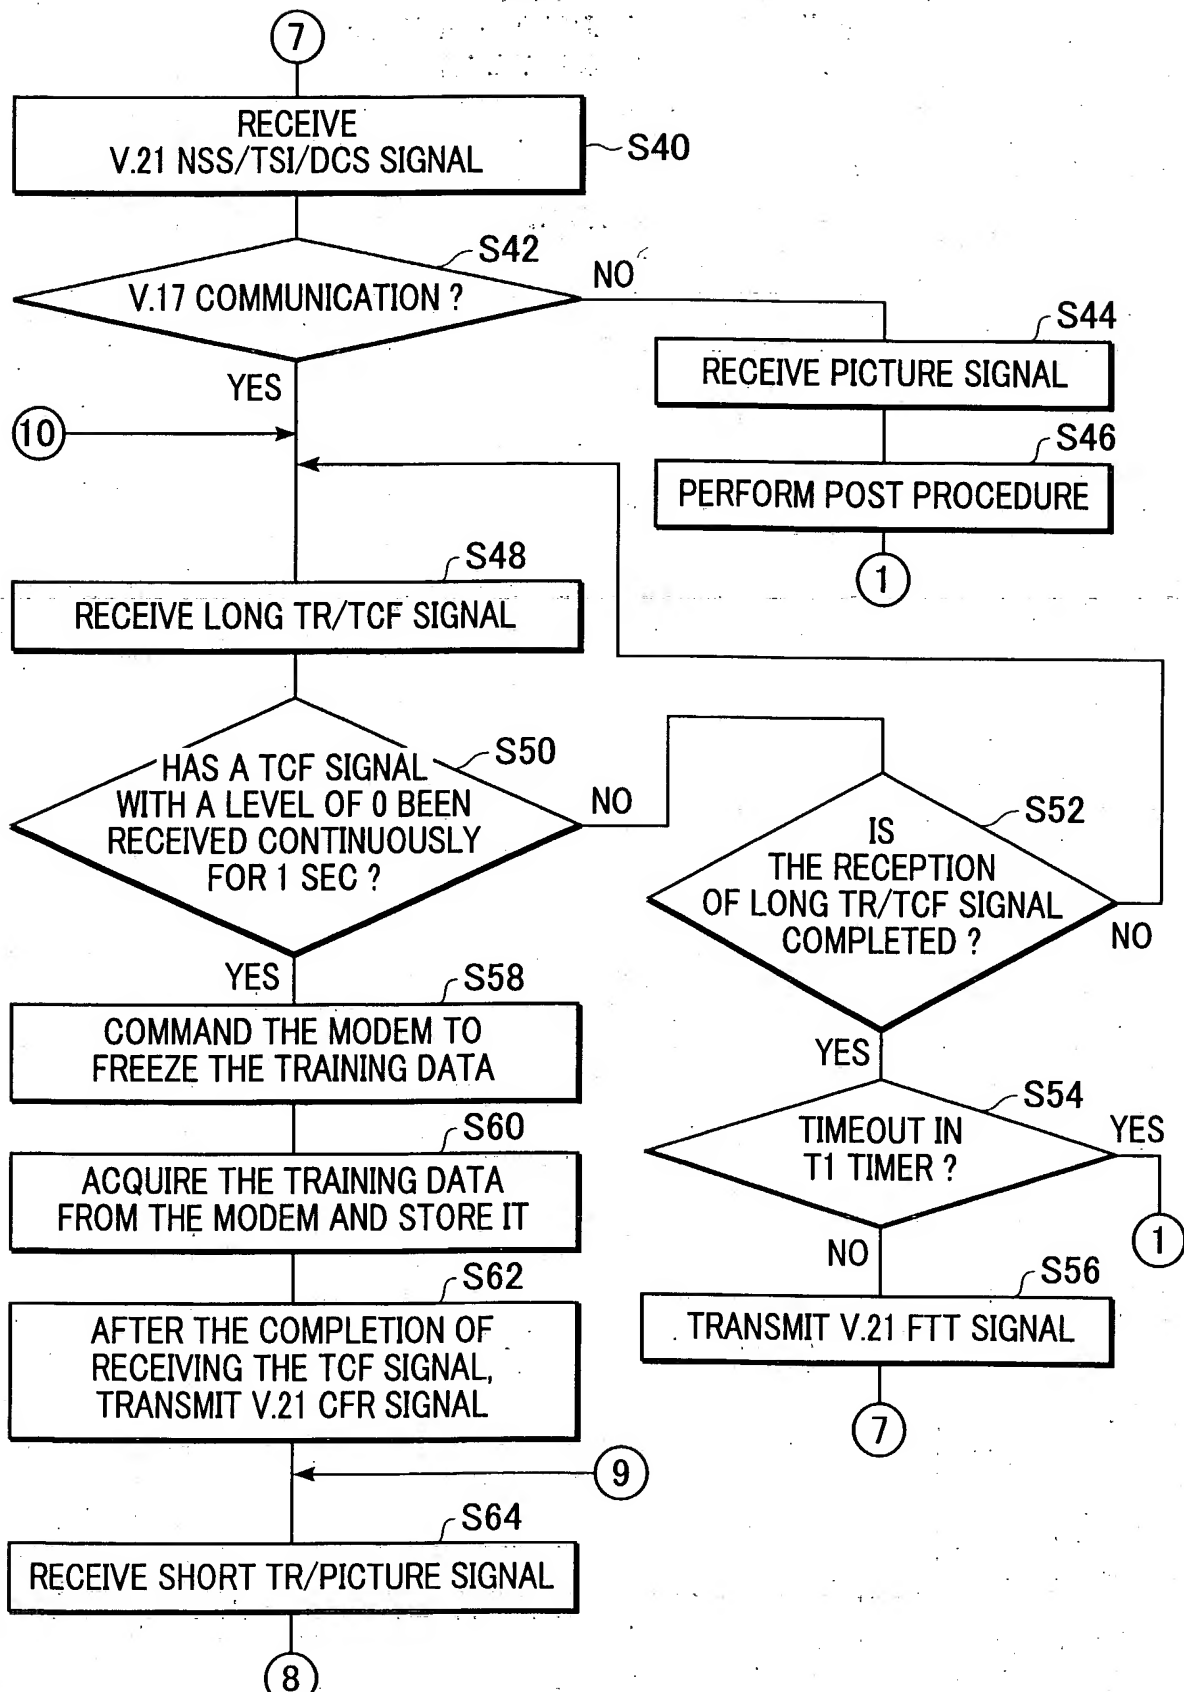 7
RECEIVE
V.21 NSS/TSI/DCS SIGNAL
S40
S42
V.17 COMMUNICATION ?
NO
YES
S44
RECEIVE PICTURE SIGNAL
10
S46
PERFORM POST PROCEDURE
1
S48
RECEIVE LONG TR/TCF SIGNAL
S50
HAS A TCF SIGNAL
WITH A LEVEL OF 0 BEEN
RECEIVED CONTINUOUSLY
FOR 1 SEC ?
NO
YES
S52
IS
THE RECEPTION
OF LONG TR/TCF SIGNAL
COMPLETED ?
NO
YES
S58
COMMAND THE MODEM TO
FREEZE THE TRAINING DATA
S54
TIMEOUT IN
T1 TIMER ?
YES
1
NO
S60
ACQUIRE THE TRAINING DATA
FROM THE MODEM AND STORE IT
S56
TRANSMIT V.21 FTT SIGNAL
7
S62
AFTER THE COMPLETION OF
RECEIVING THE TCF SIGNAL,
TRANSMIT V.21 CFR SIGNAL
9
S64
RECEIVE SHORT TR/PICTURE SIGNAL
8